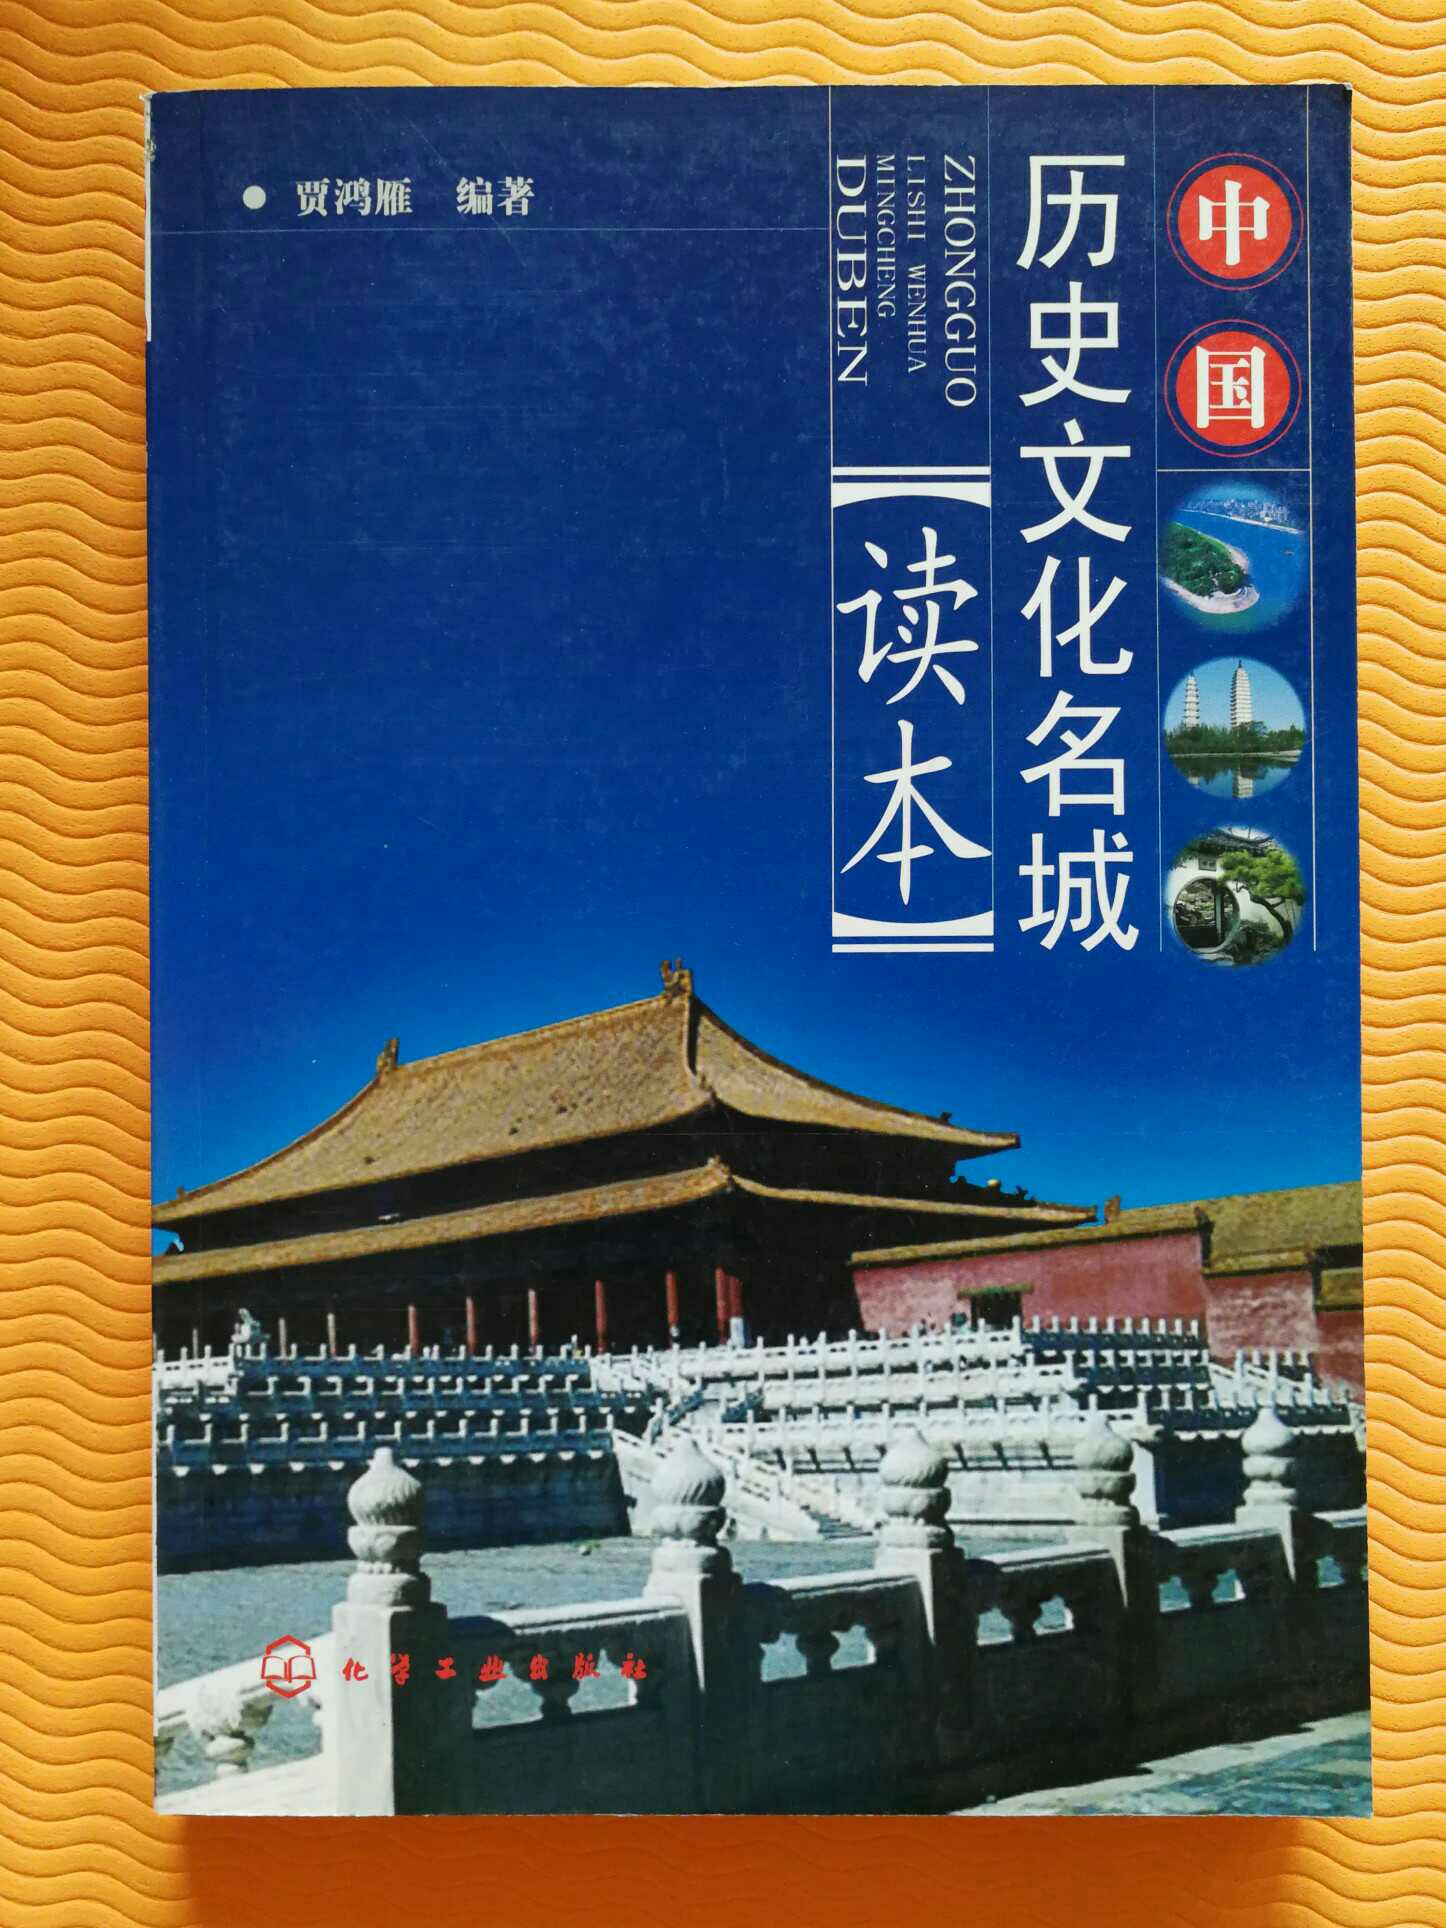 中国
历史文化名城
【读本】
ZHONGGUO
LISHI WENHUA
MINGCHENG
DUBEN
● 贾鸿雁 编著
化学工业出版社